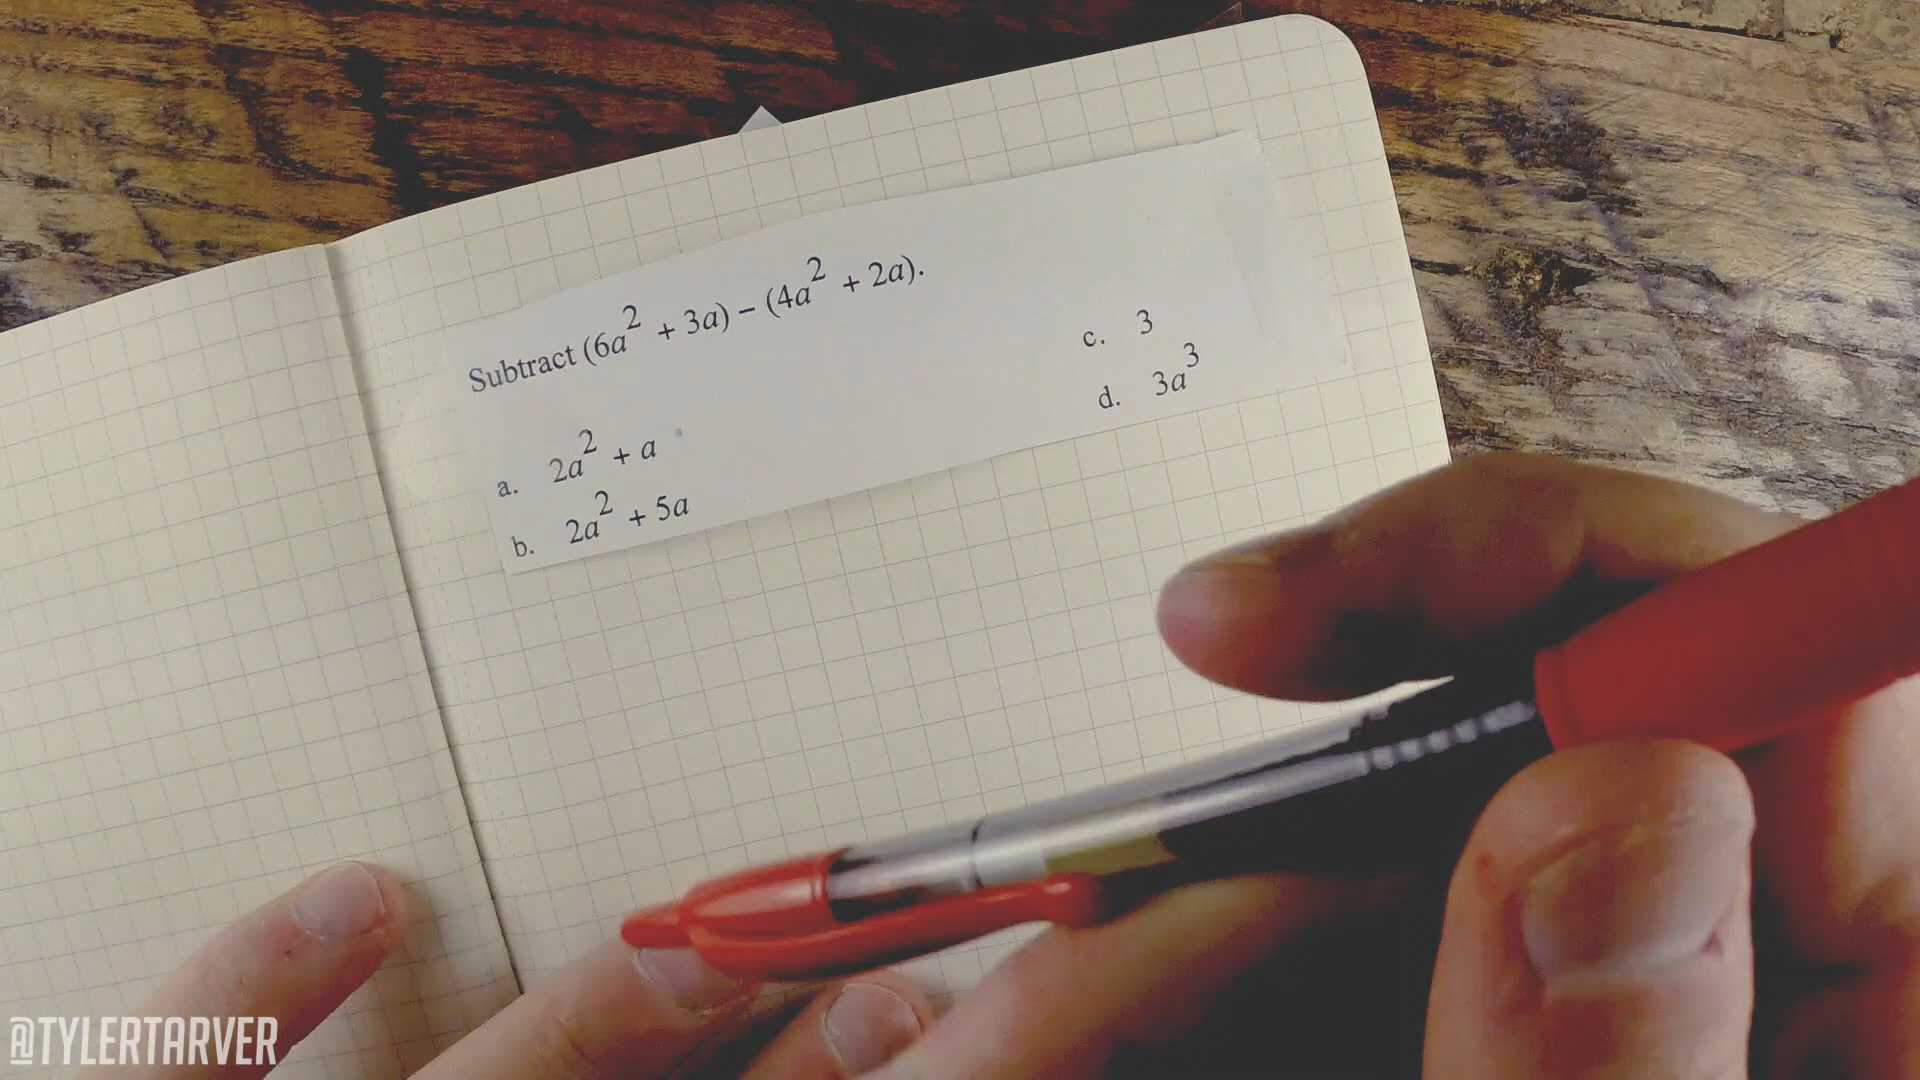 Subtract (6a² + 3a) – (4a² + 2a).
a. 2a² + a
b. 2a² + 5a
c. 3
d. 3a³
@TYLERTARVER